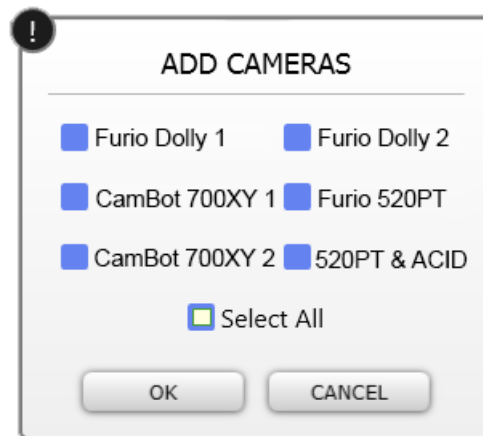 !
ADD CAMERAS
Furio Dolly 1 Furio Dolly 2
CamBot 700XY 1 Furio 520PT
CamBot 700XY 2 520PT & ACID
Select All
OK CANCEL